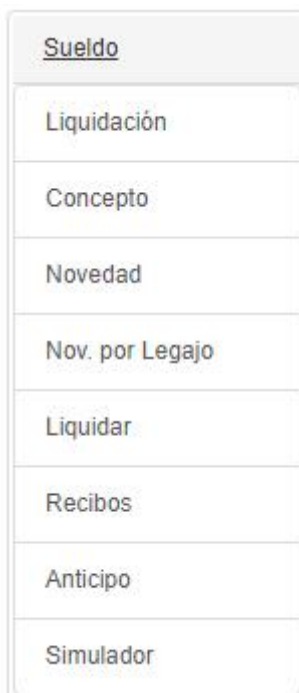 Sueldo
Liquidación
Concepto
Novedad
Nov. por Legajo
Liquidar
Recibos
Anticipo
Simulador